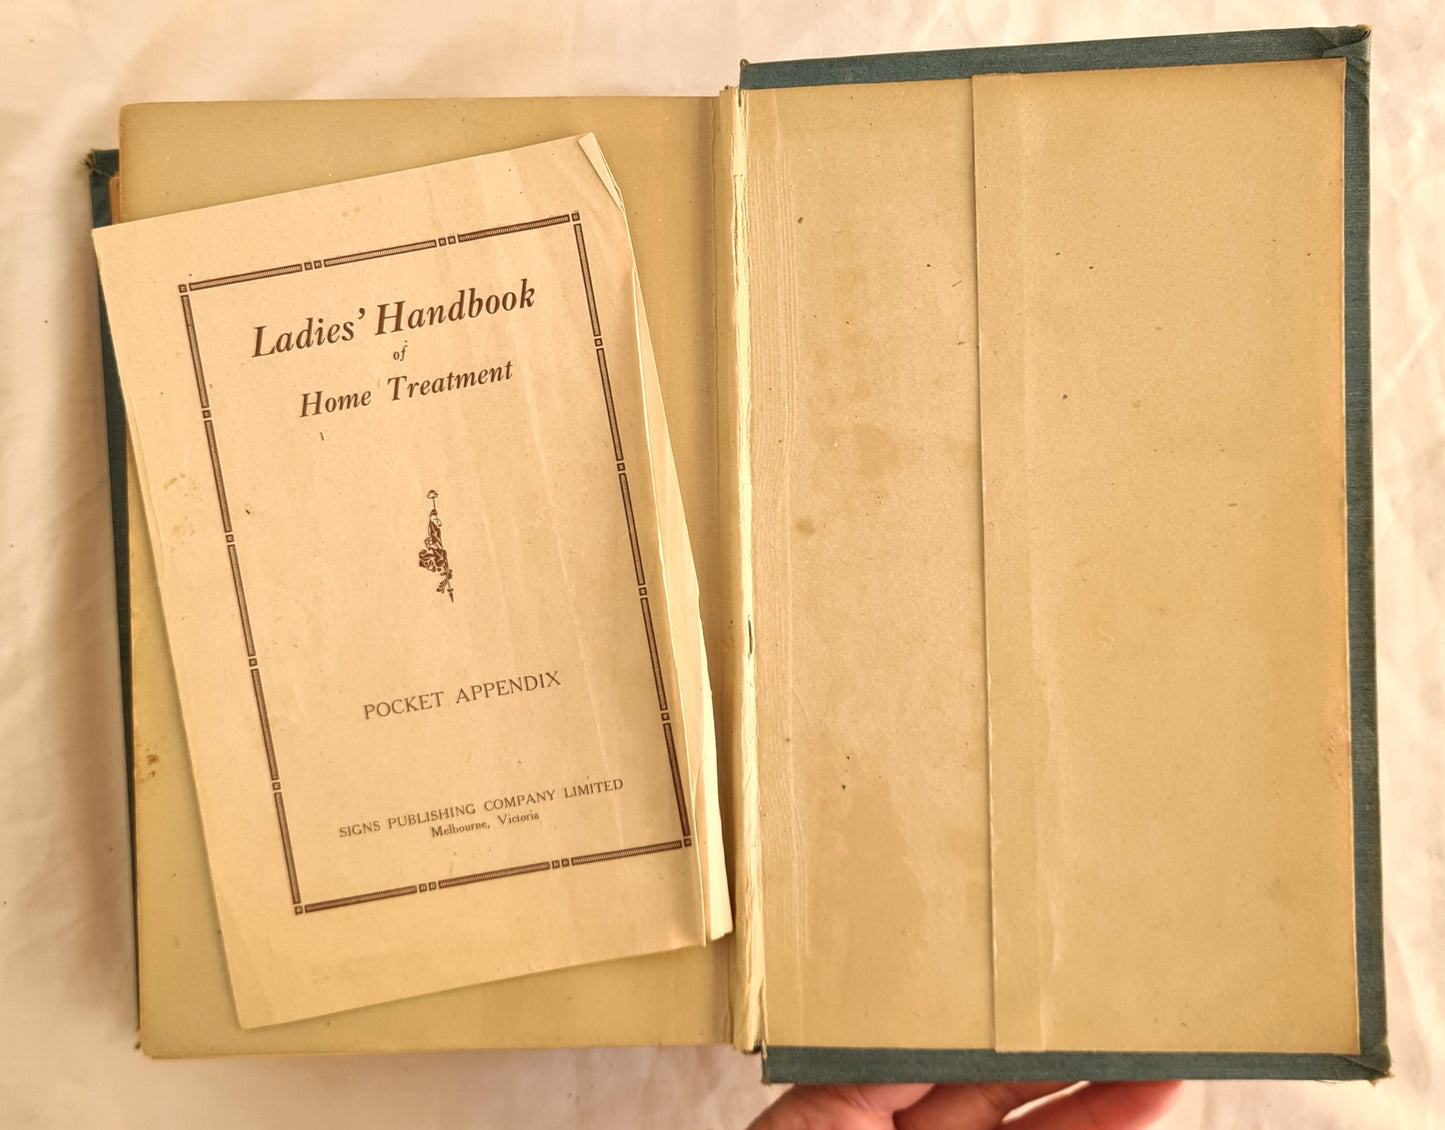 Ladies' Handbook
of
Home Treatment
POCKET APPENDIX
SIGNS PUBLISHING COMPANY LIMITED
Melbourne, Victoria